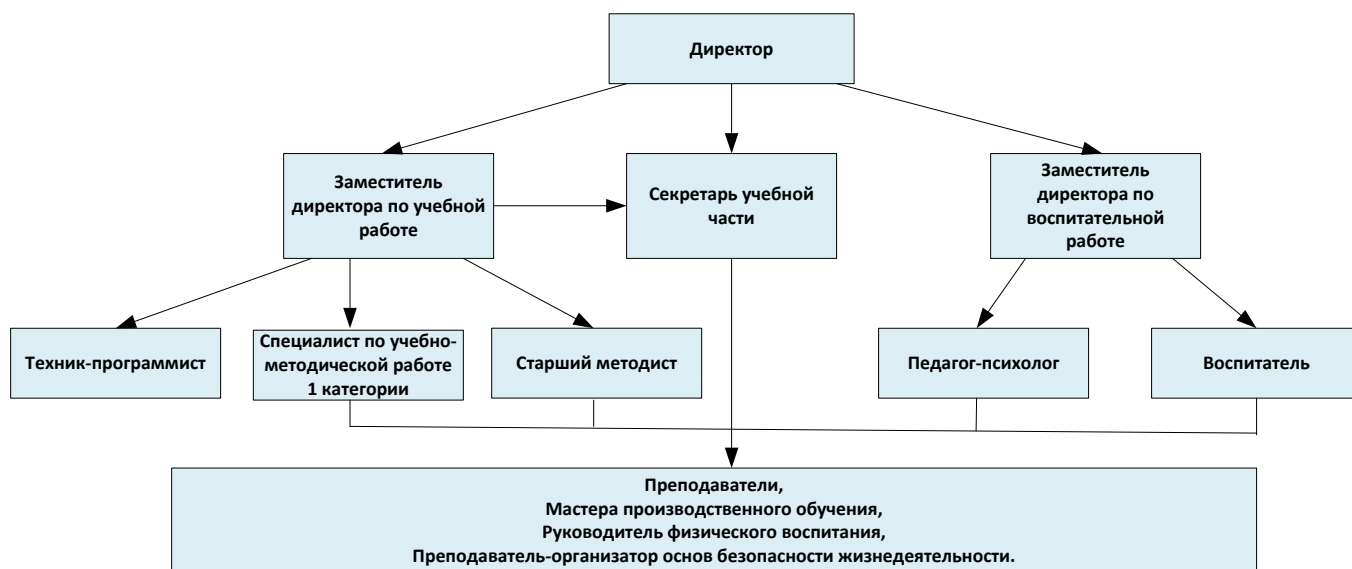 Директор
Заместитель
директора по учебной
работе
Секретарь учебной
части
Заместитель
директора по
воспитательной
работе
Техник-программист
Специалист по учебно-
методической работе
1 категории
Старший методист
Педагог-психолог
Воспитатель
Преподаватели,
Мастера производственного обучения,
Руководитель физического воспитания,
Преподаватель-организатор основ безопасности жизнедеятельности.